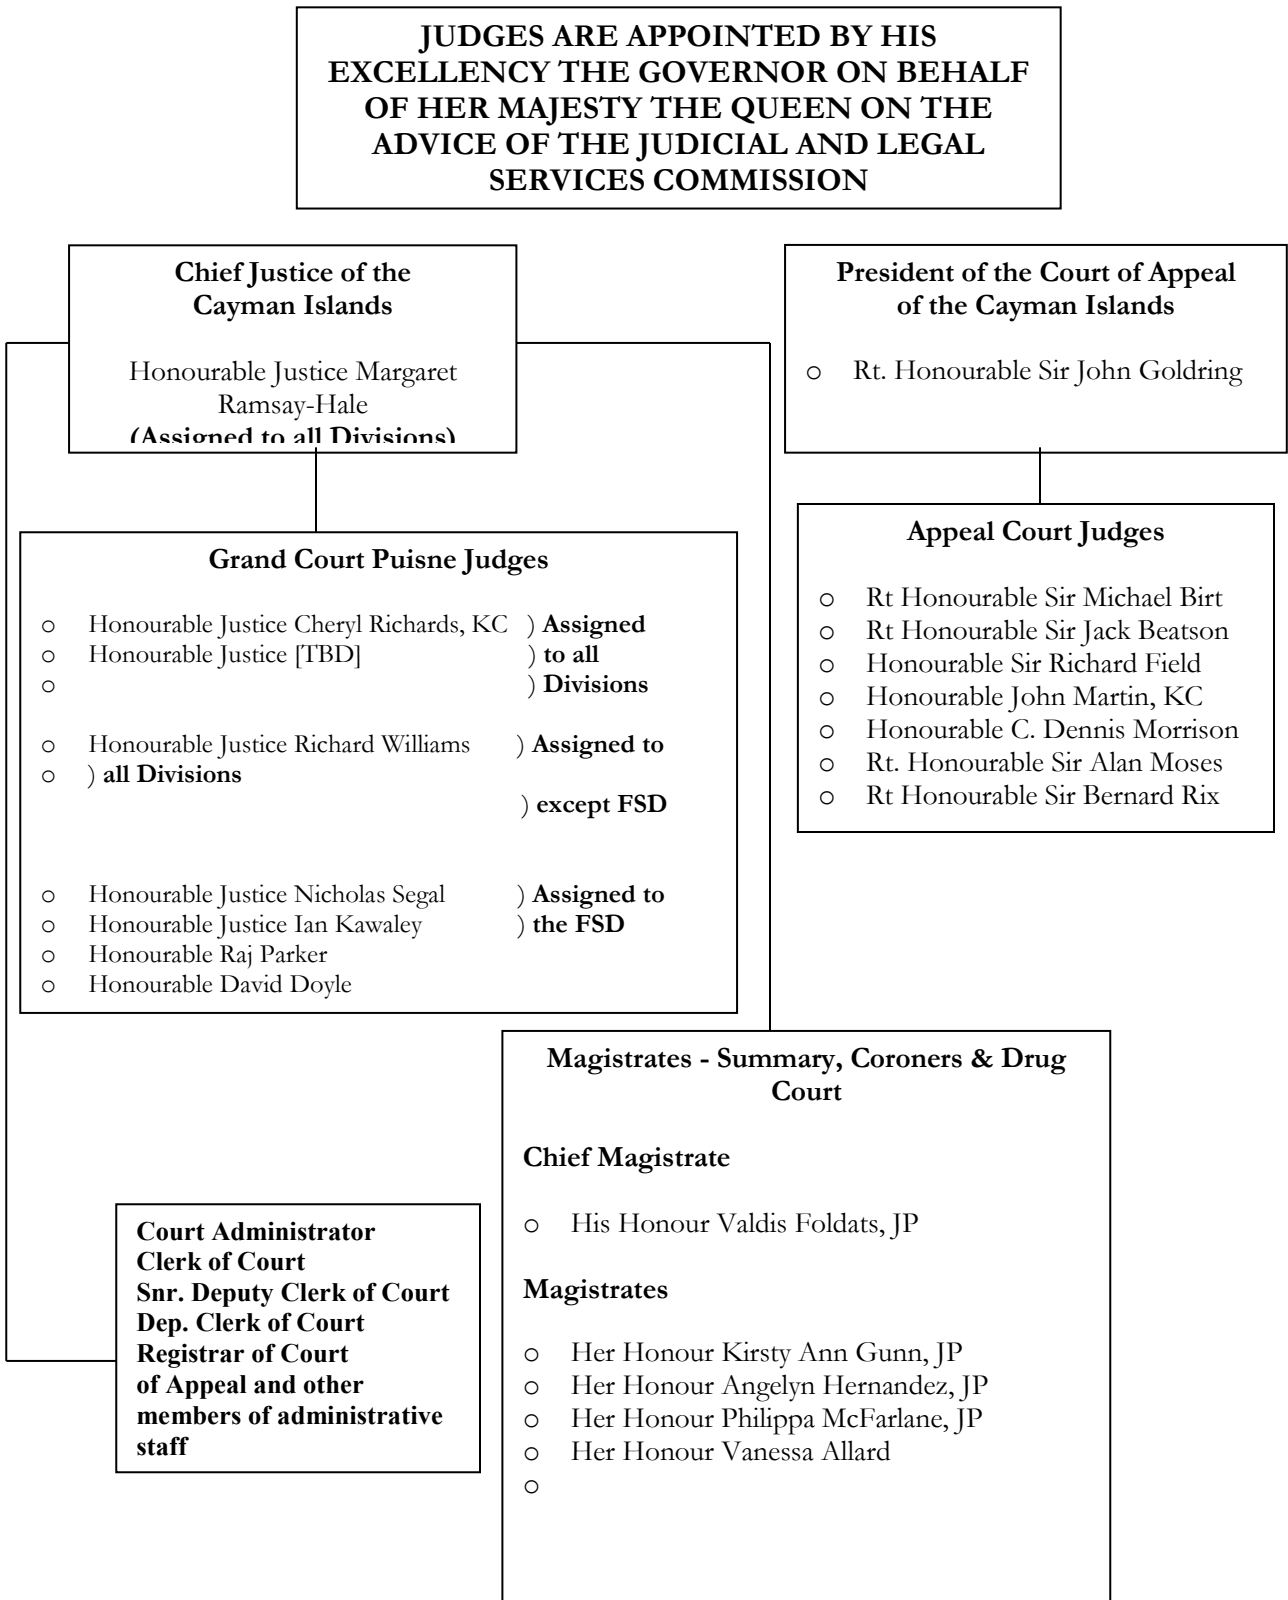 JUDGES ARE APPOINTED BY HIS
EXCELLENCY THE GOVERNOR ON BEHALF
OF HER MAJESTY THE QUEEN ON THE
ADVICE OF THE JUDICIAL AND LEGAL
SERVICES COMMISSION
Chief Justice of the
Cayman Islands
Honourable Justice Margaret
Ramsay-Hale
(Assigned to all Divisions)
President of the Court of Appeal
of the Cayman Islands
o Rt. Honourable Sir John Goldring
Grand Court Puisne Judges
o Honourable Justice Cheryl Richards, KC ) Assigned
o Honourable Justice [TBD] ) to all
o ) Divisions
o Honourable Justice Richard Williams ) Assigned to
o ) all Divisions
) except FSD
o Honourable Justice Nicholas Segal ) Assigned to
o Honourable Justice Ian Kawaley ) the FSD
o Honourable Raj Parker
o Honourable David Doyle
Appeal Court Judges
o Rt Honourable Sir Michael Birt
o Rt Honourable Sir Jack Beatson
o Honourable Sir Richard Field
o Honourable John Martin, KC
o Honourable C. Dennis Morrison
o Rt. Honourable Sir Alan Moses
o Rt Honourable Sir Bernard Rix
Magistrates - Summary, Coroners & Drug
Court
Chief Magistrate
o His Honour Valdis Foldats, JP
Magistrates
o Her Honour Kirsty Ann Gunn, JP
o Her Honour Angelyn Hernandez, JP
o Her Honour Philippa McFarlane, JP
o Her Honour Vanessa Allard
o
Court Administrator
Clerk of Court
Snr. Deputy Clerk of Court
Dep. Clerk of Court
Registrar of Court
of Appeal and other
members of administrative
staff